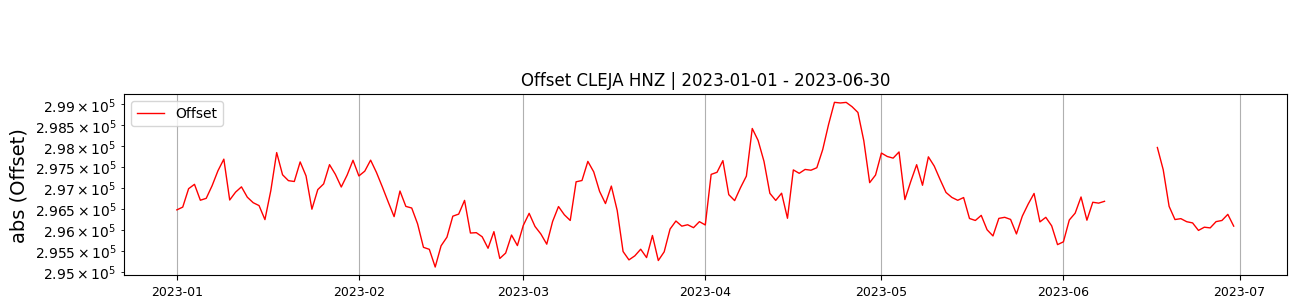 Offset CLEJA HNZ | 2023-01-01 - 2023-06-30
Offset
abs (Offset)
2.99 × 10⁵
2.985 × 10⁵
2.98 × 10⁵
2.975 × 10⁵
2.97 × 10⁵
2.965 × 10⁵
2.96 × 10⁵
2.955 × 10⁵
2.95 × 10⁵
2023-01 2023-02 2023-03 2023-04 2023-05 2023-06 2023-07